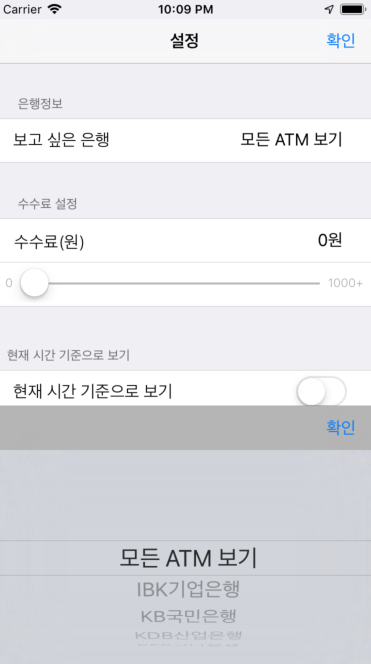 Carrier 10:09 PM
설정 확인
은행정보
보고 싶은 은행 모든 ATM 보기
수수료 설정
수수료(원) 0원
0 1000+
현재 시간 기준으로 보기
현재 시간 기준으로 보기
확인
모든 ATM 보기
IBK기업은행
KB국민은행
KDB산업은행